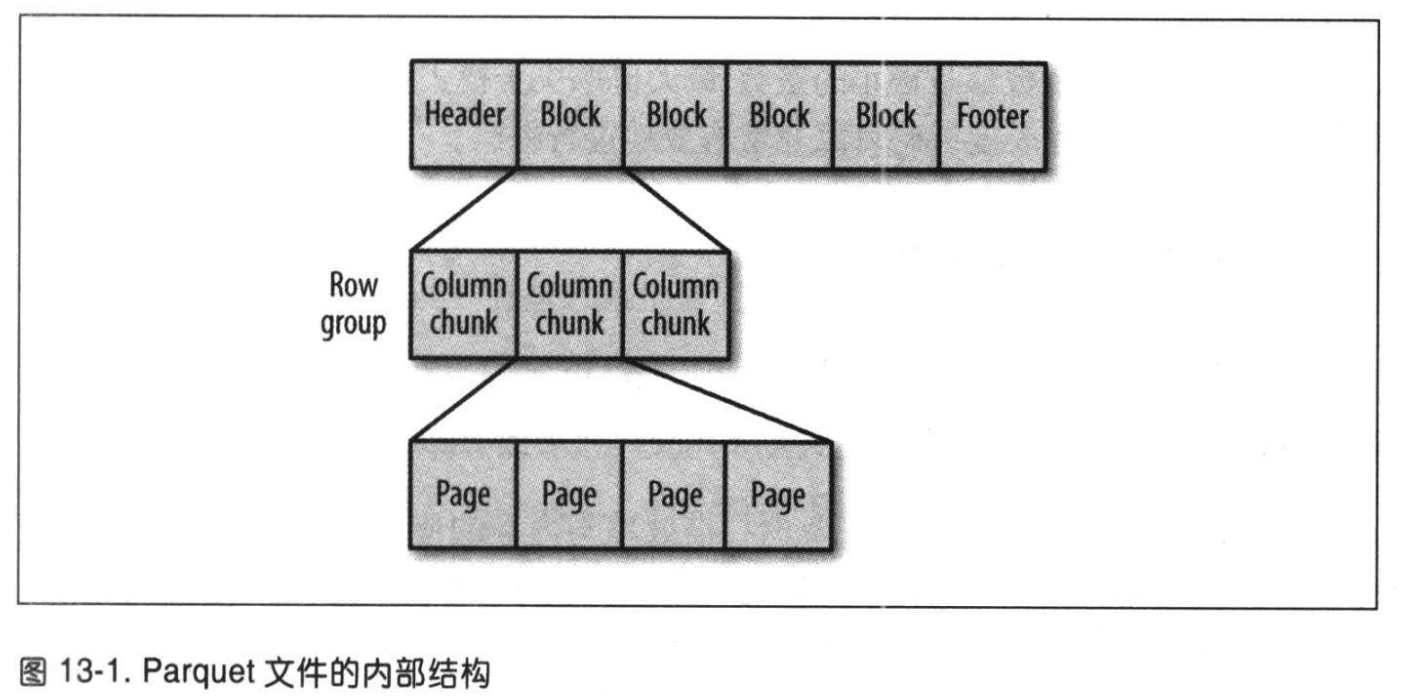 Header Block Block Block Block Footer
Row group
Column chunk Column chunk Column chunk
Page Page Page Page
图 13-1. Parquet 文件的内部结构